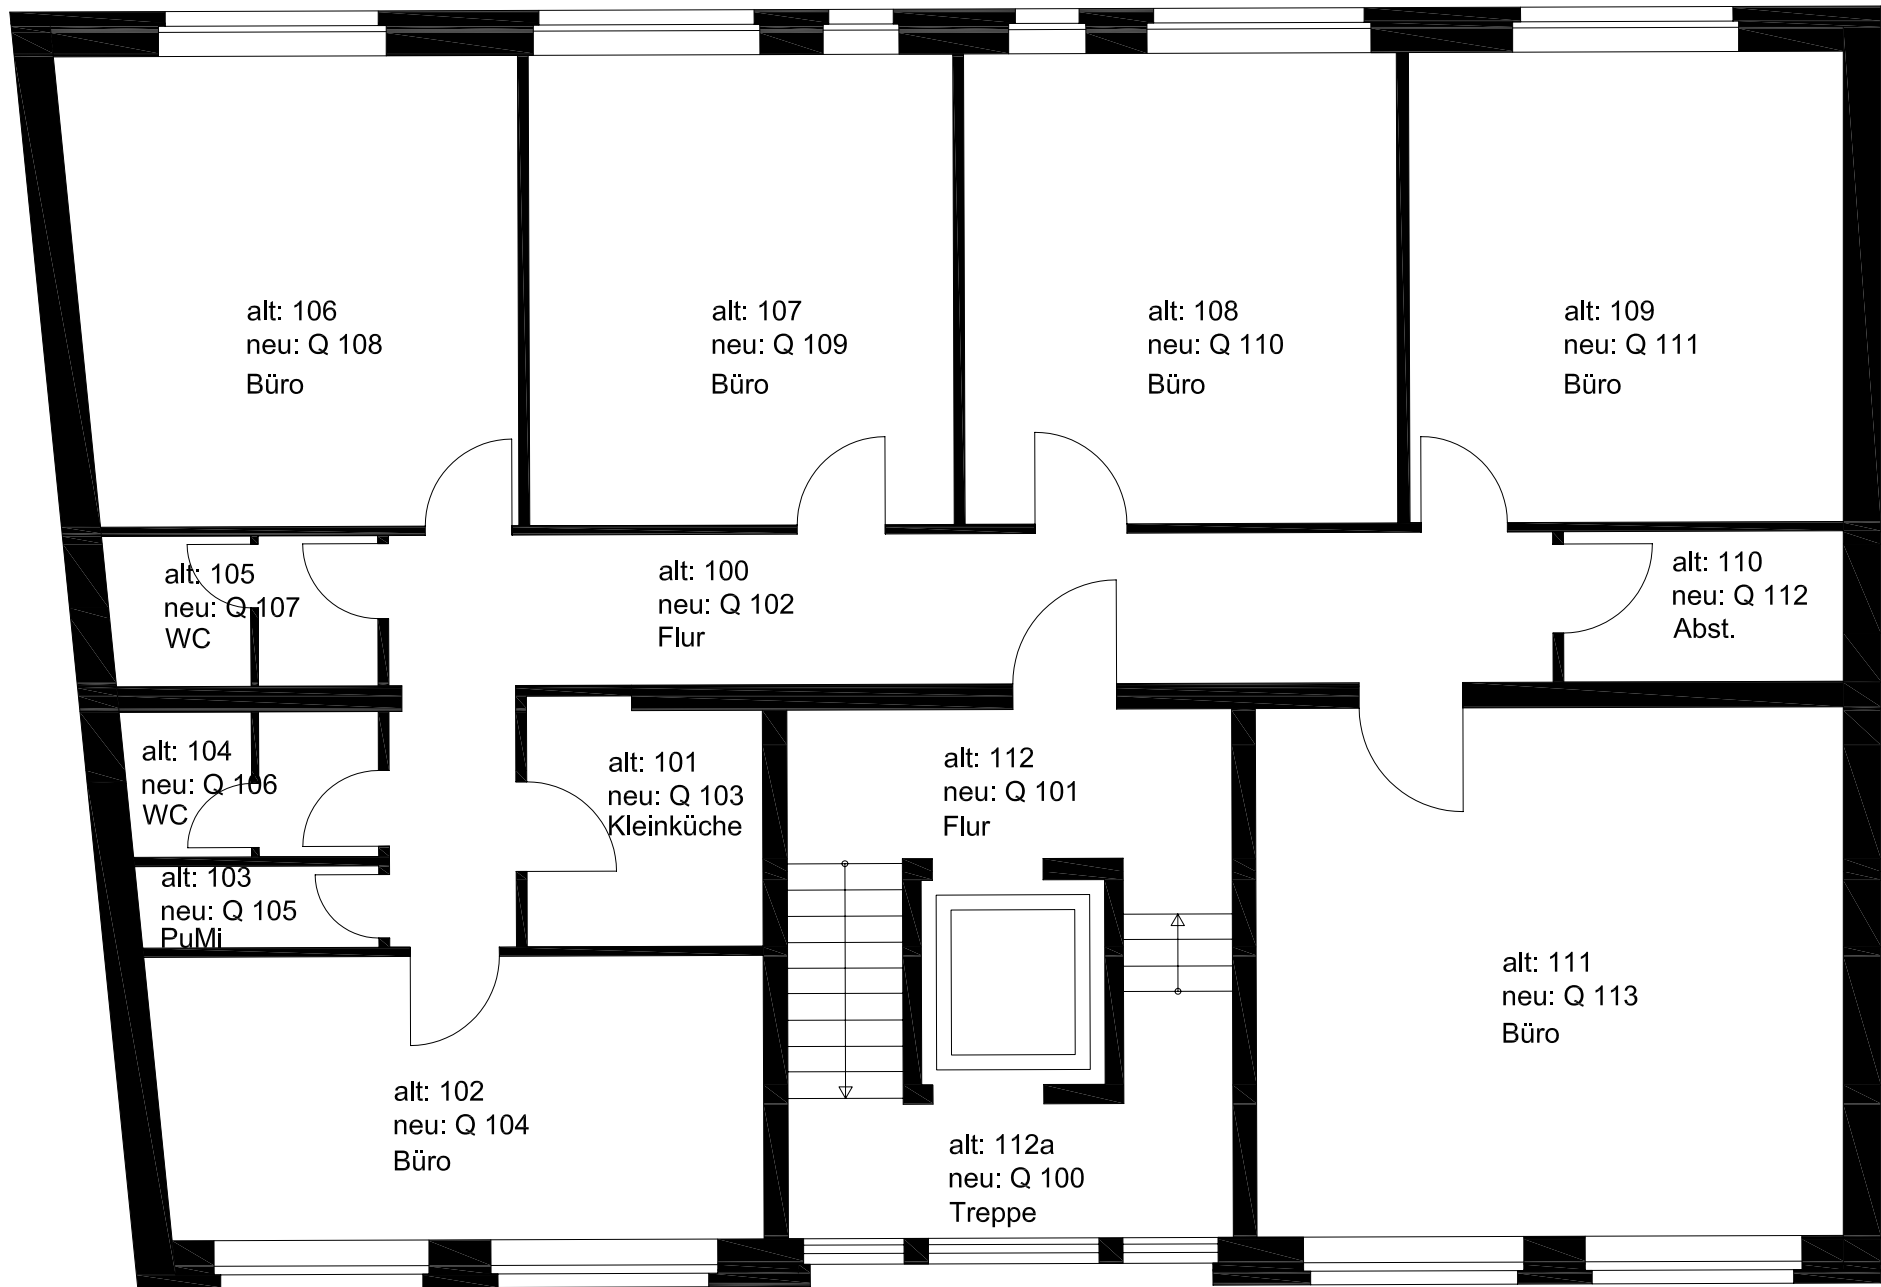 alt: 106
neu: Q 108
Büro
alt: 107
neu: Q 109
Büro
alt: 108
neu: Q 110
Büro
alt: 109
neu: Q 111
Büro
alt: 105
neu: Q 107
WC
alt: 100
neu: Q 102
Flur
alt: 110
neu: Q 112
Abst.
alt: 104
neu: Q 106
WC
alt: 101
neu: Q 103
Kleinküche
alt: 112
neu: Q 101
Flur
alt: 103
neu: Q 105
PuMi
alt: 111
neu: Q 113
Büro
alt: 102
neu: Q 104
Büro
alt: 112a
neu: Q 100
Treppe